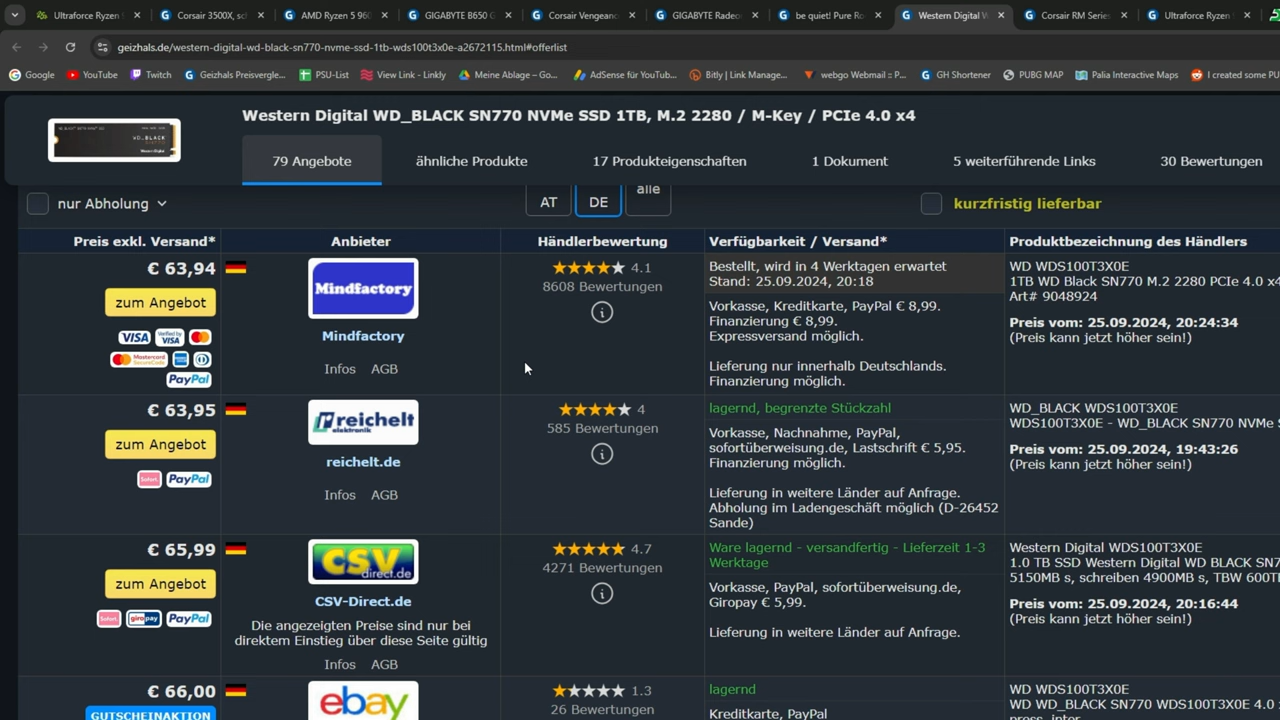 Ultraforce Ryzen
Corsair 3500X, sc
AMD Ryzen 5 960
GIGABYTE B650 G
Corsair Vengeanc
GIGABYTE Radeo
be quiet! Pure Ro
Western Digital W
Corsair RM Series
Ultraforce Ryzen
geizhals.de/western-digital-wd-black-sn770-nvme-ssd-1tb-wds100t3x0e-a2672115.html#offerlist
Google
YouTube
Twitch
Geizhals Preisvergle...
PSU-List
View Link - Linkly
Meine Ablage – Go...
AdSense für YouTub...
Bitly | Link Manage...
webgo Webmail :: P...
GH Shortener
PUBG MAP
Palia Interactive Maps
I created some PU
Western Digital WD_BLACK SN770 NVMe SSD 1TB, M.2 2280 / M-Key / PCIe 4.0 x4
79 Angebote
ähnliche Produkte
17 Produkteigenschaften
1 Dokument
5 weiterführende Links
30 Bewertungen
nur Abholung
AT
DE
alle
kurzfristig lieferbar
Preis exkl. Versand*
Anbieter
Händlerbewertung
Verfügbarkeit / Versand*
Produktbezeichnung des Händlers
€ 63,94
zum Angebot
VISA
Verified by VISA
Mastercard SecureCode
PayPal
Mindfactory
Mindfactory
Infos AGB
4.1
8608 Bewertungen
Bestellt, wird in 4 Werktagen erwartet
Stand: 25.09.2024, 20:18
Vorkasse, Kreditkarte, PayPal € 8,99.
Finanzierung € 8,99.
Expressversand möglich.
Lieferung nur innerhalb Deutschlands.
Finanzierung möglich.
WD WDS100T3X0E
1TB WD Black SN770 M.2 2280 PCIe 4.0 x4
Art# 9048924
Preis vom: 25.09.2024, 20:24:34
(Preis kann jetzt höher sein!)
€ 63,95
zum Angebot
Sofort.
PayPal
reichelt
elektronik
reichelt.de
Infos AGB
4
585 Bewertungen
lagernd, begrenzte Stückzahl
Vorkasse, Nachnahme, PayPal,
sofortüberweisung.de, Lastschrift € 5,95.
Finanzierung möglich.
Lieferung in weitere Länder auf Anfrage.
Abholung im Ladengeschäft möglich (D-26452
Sande)
WD_BLACK WDS100T3X0E
WDS100T3X0E - WD_BLACK SN770 NVMe S
Preis vom: 25.09.2024, 19:43:26
(Preis kann jetzt höher sein!)
€ 65,99
zum Angebot
Sofort.
giropay
PayPal
CSV
direct.de
CSV-Direct.de
Die angezeigten Preise sind nur bei
direktem Einstieg über diese Seite gültig
Infos AGB
4.7
4271 Bewertungen
Ware lagernd - versandfertig - Lieferzeit 1-3
Werktage
Vorkasse, PayPal, sofortüberweisung.de,
Giropay € 5,99.
Lieferung in weitere Länder auf Anfrage.
Western Digital WDS100T3X0E
1.0 TB SSD Western Digital WD BLACK SN7
5150MB s, schreiben 4900MB s, TBW 600T
Preis vom: 25.09.2024, 20:16:44
(Preis kann jetzt höher sein!)
€ 66,00
GUTSCHEINAKTION
ebay
1.3
26 Bewertungen
lagernd
Kreditkarte, PayPal
WD WDS100T3X0E
WD BLACK SN770 WDS100T3X0E 4.0